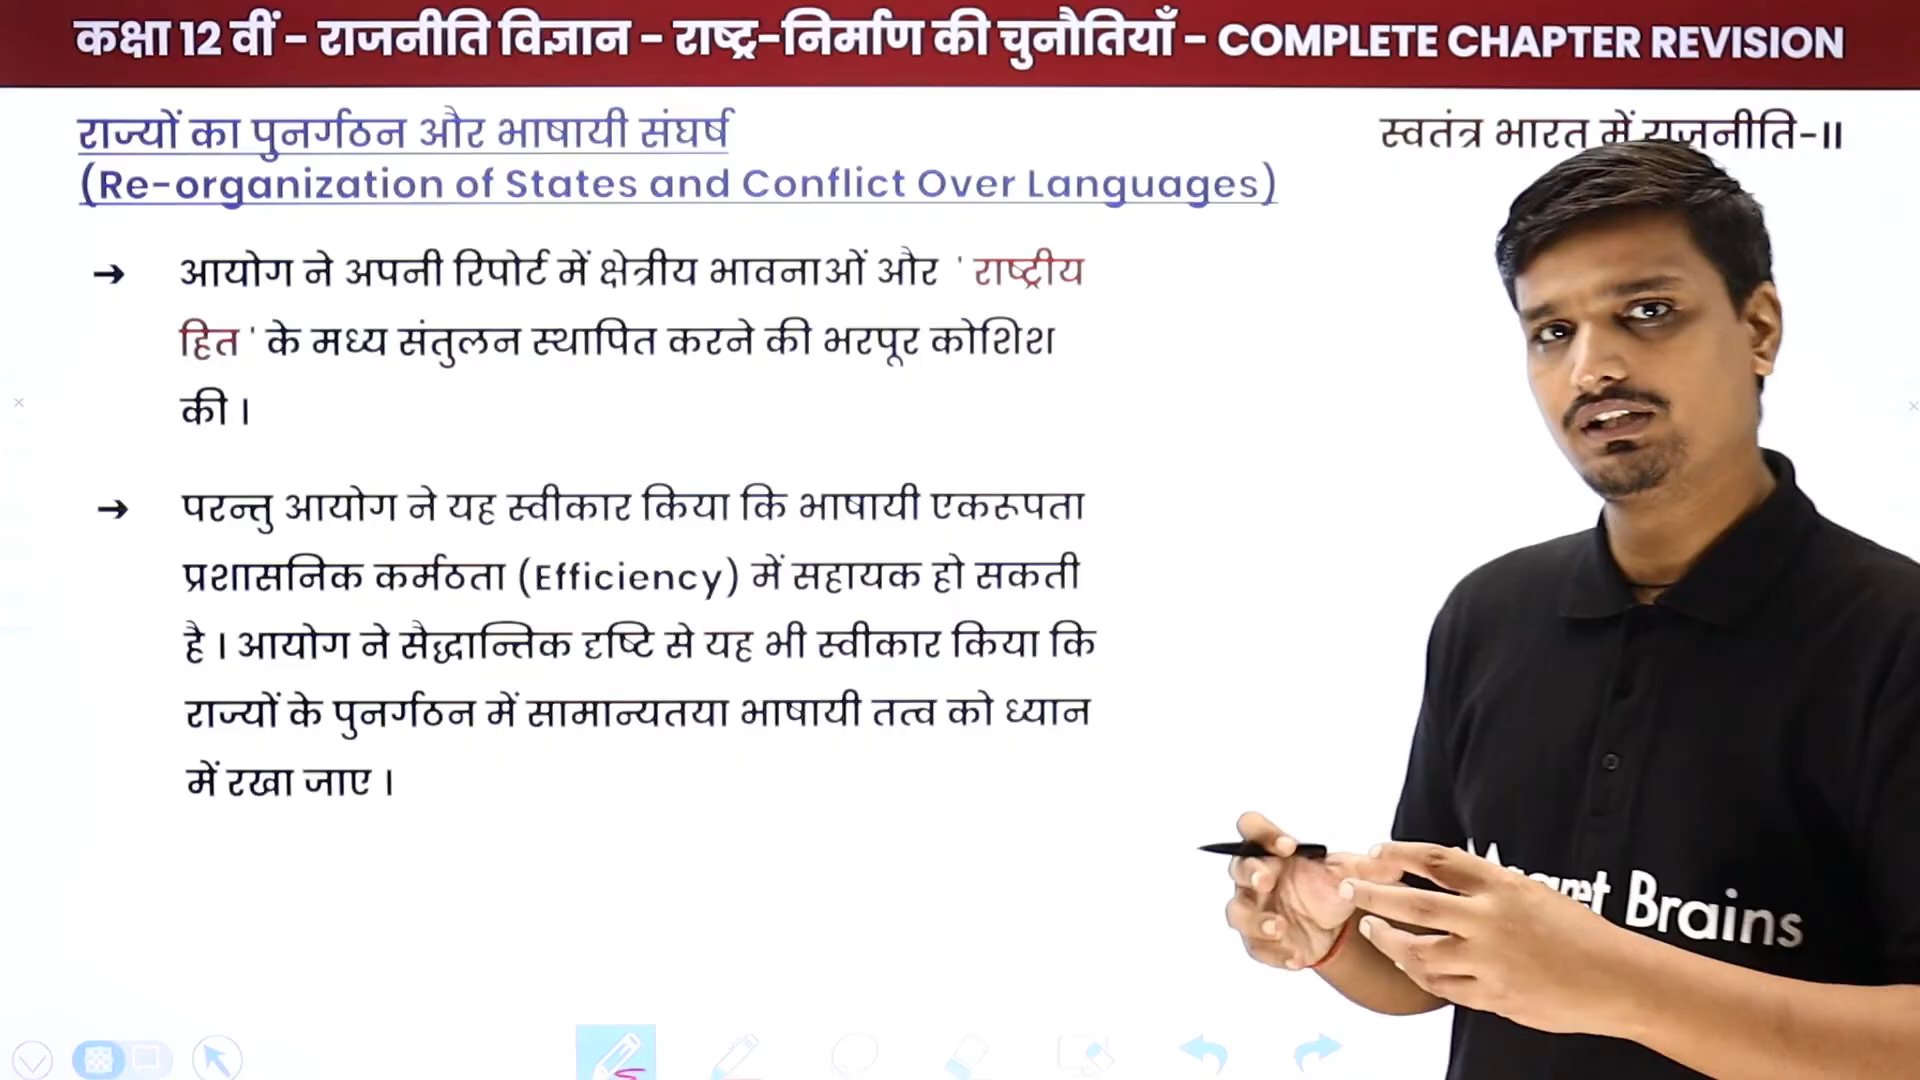 कक्षा 12 वीं - राजनीति विज्ञान - राष्ट्र-निर्माण की चुनौतियाँ - COMPLETE CHAPTER REVISION
राज्यों का पुनर्गठन और भाषायी संघर्ष
स्वतंत्र भारत में राजनीति-II
(Re-organization of States and Conflict Over Languages)
→ आयोग ने अपनी रिपोर्ट में क्षेत्रीय भावनाओं और ' राष्ट्रीय
हित ' के मध्य संतुलन स्थापित करने की भरपूर कोशिश
की ।
→ परन्तु आयोग ने यह स्वीकार किया कि भाषायी एकरूपता
प्रशासनिक कर्मठता (Efficiency) में सहायक हो सकती
है । आयोग ने सैद्धान्तिक दृष्टि से यह भी स्वीकार किया कि
राज्यों के पुनर्गठन में सामान्यतया भाषायी तत्व को ध्यान
में रखा जाए ।
Brains